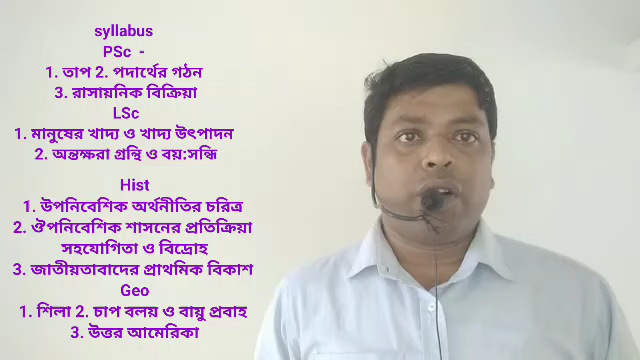 syllabus
PSc -
1. তাপ 2. পদার্থের গঠন
3. রাসায়নিক বিক্রিয়া
LSc
1. মানুষের খাদ্য ও খাদ্য উৎপাদন
2. অন্তক্ষরা গ্রন্থি ও বয়:সন্ধি
Hist
1. উপনিবেশিক অর্থনীতির চরিত্র
2. ঔপনিবেশিক শাসনের প্রতিক্রিয়া
সহযোগিতা ও বিদ্রোহ
3. জাতীয়তাবাদের প্রাথমিক বিকাশ
Geo
1. শিলা 2. চাপ বলয় ও বায়ু প্রবাহ
3. উত্তর আমেরিকা